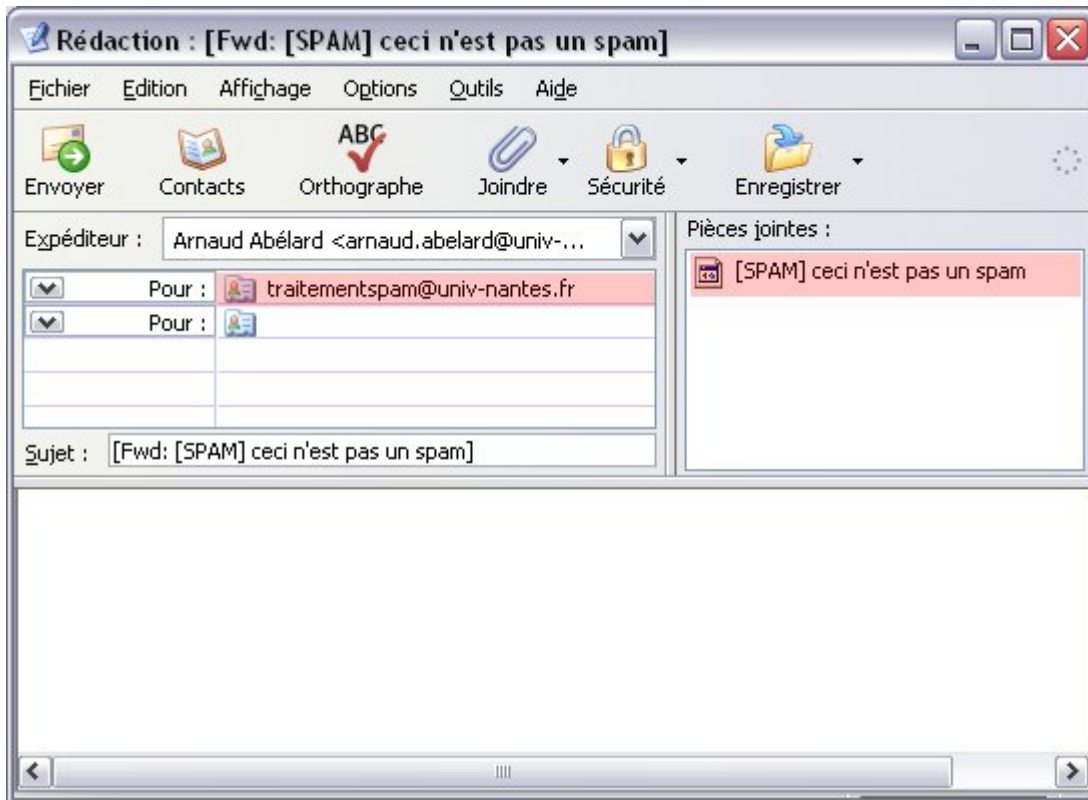 Rédaction : [Fwd: [SPAM] ceci n'est pas un spam]
Fichier Edition Affichage Options Outils Aide
ABC
Envoyer Contacts Orthographe Joindre Sécurité Enregistrer
Expéditeur : Arnaud Abélard <arnaud.abelard@univ-...
Pièces jointes :
[SPAM] ceci n'est pas un spam
Pour : traitementspam@univ-nantes.fr
Pour :
Sujet : [Fwd: [SPAM] ceci n'est pas un spam]